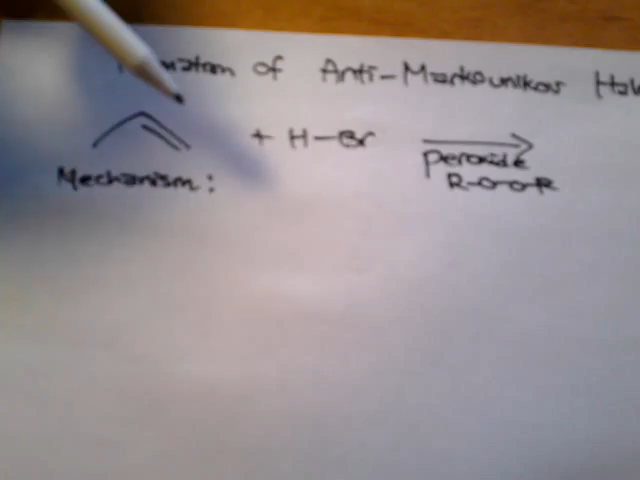 of Anti-Markovnikov
+ H-Br
peroxide
R-O-O-R
Mechanism: